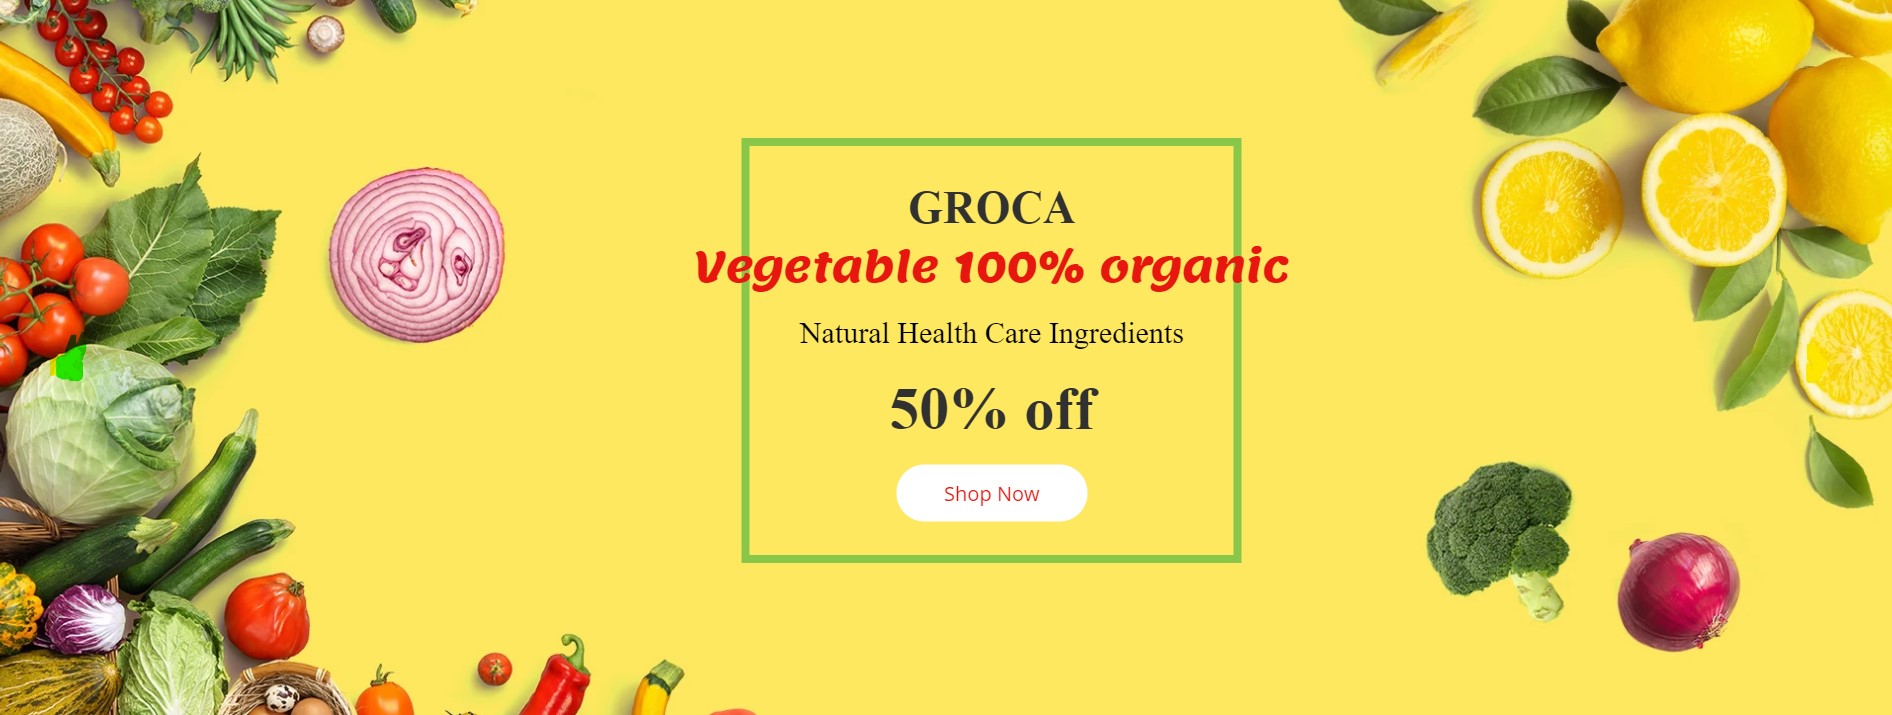 GROCA
Vegetable 100% organic
Natural Health Care Ingredients
50% off
Shop Now